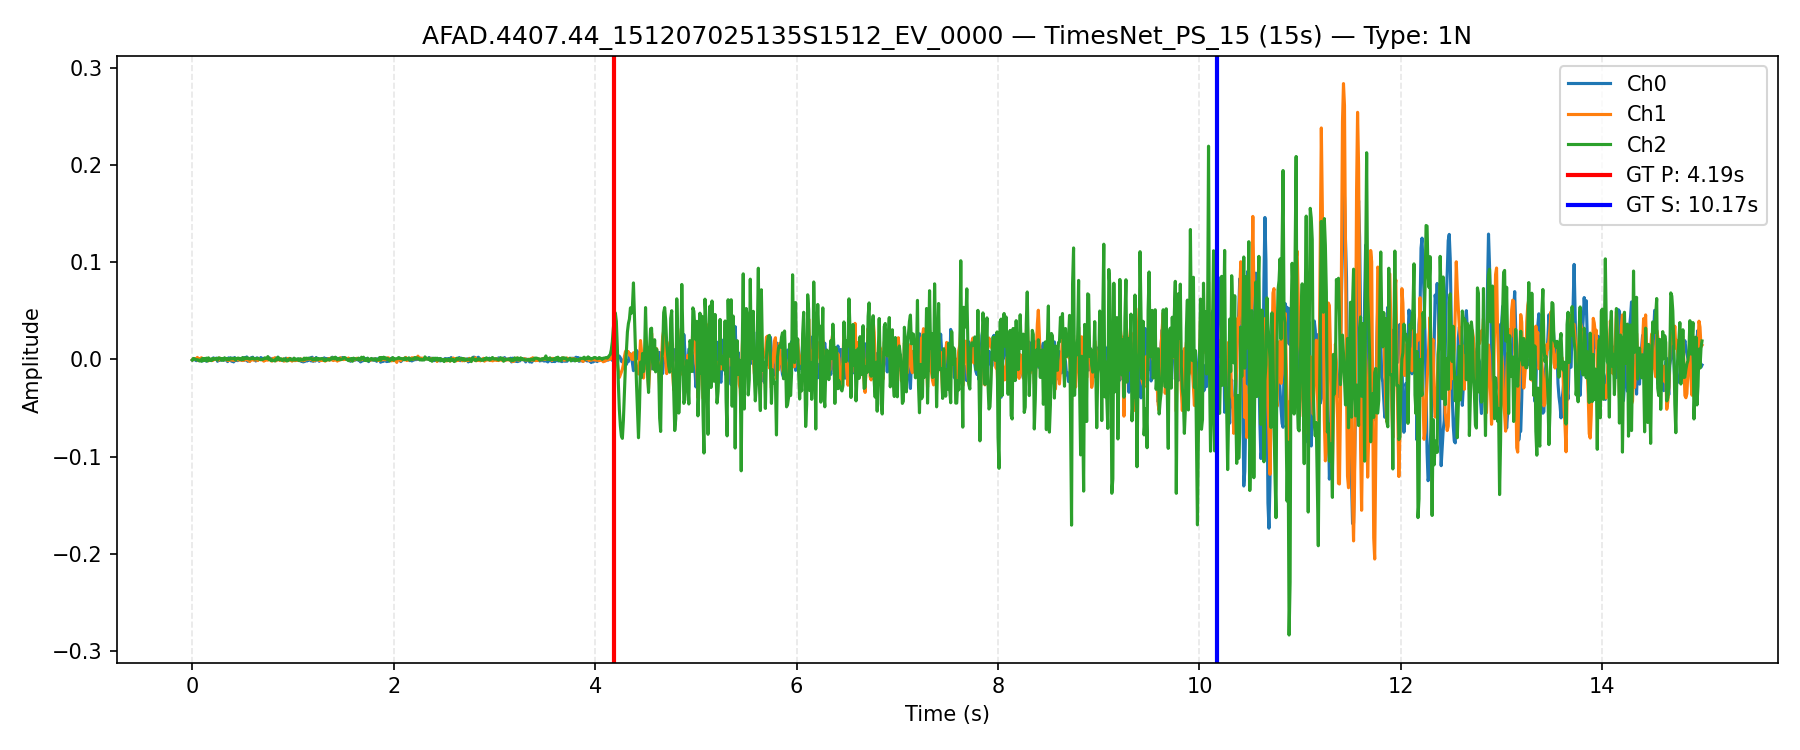 AFAD.4407.44_151207025135S1512_EV_0000 — TimesNet_PS_15 (15s) — Type: 1N
Ch0
Ch1
Ch2
GT P: 4.19s
GT S: 10.17s
Amplitude
0.3
0.2
0.1
0.0
−0.1
−0.2
−0.3
0 2 4 6 8 10 12 14
Time (s)